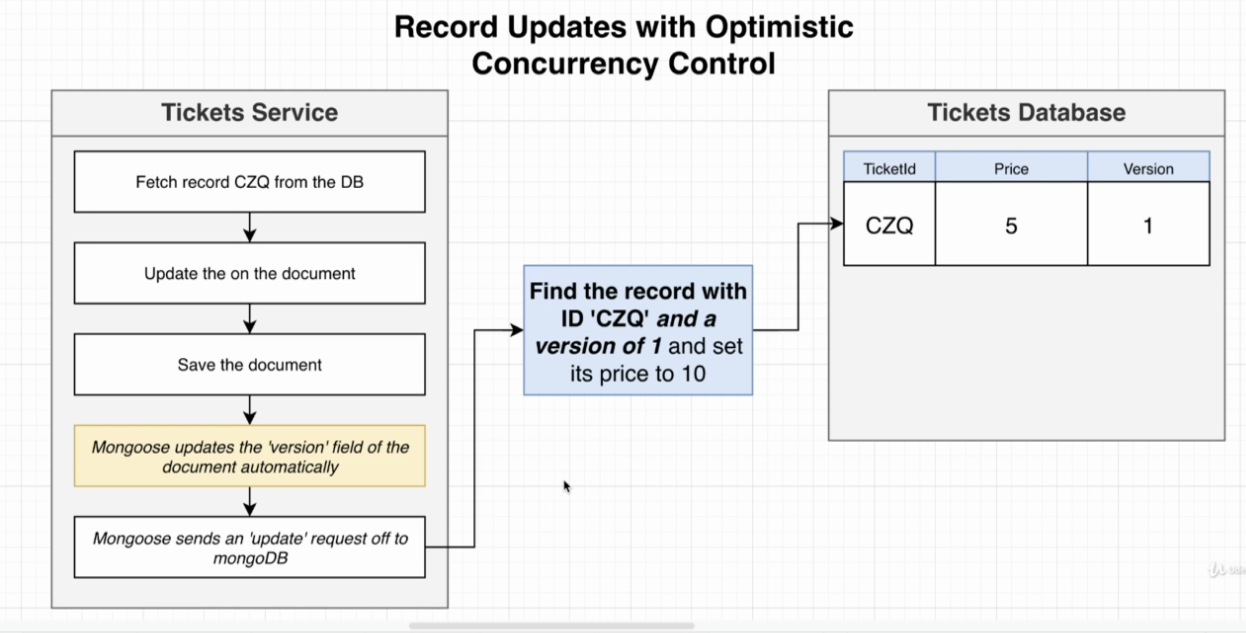 Record Updates with Optimistic
Concurrency Control
Tickets Service
Fetch record CZQ from the DB
Update the on the document
Save the document
Mongoose updates the 'version' field of the
document automatically
Mongoose sends an 'update' request off to
mongoDB
Find the record with
ID 'CZQ' and a
version of 1 and set
its price to 10
Tickets Database
TicketId Price Version
CZQ 5 1